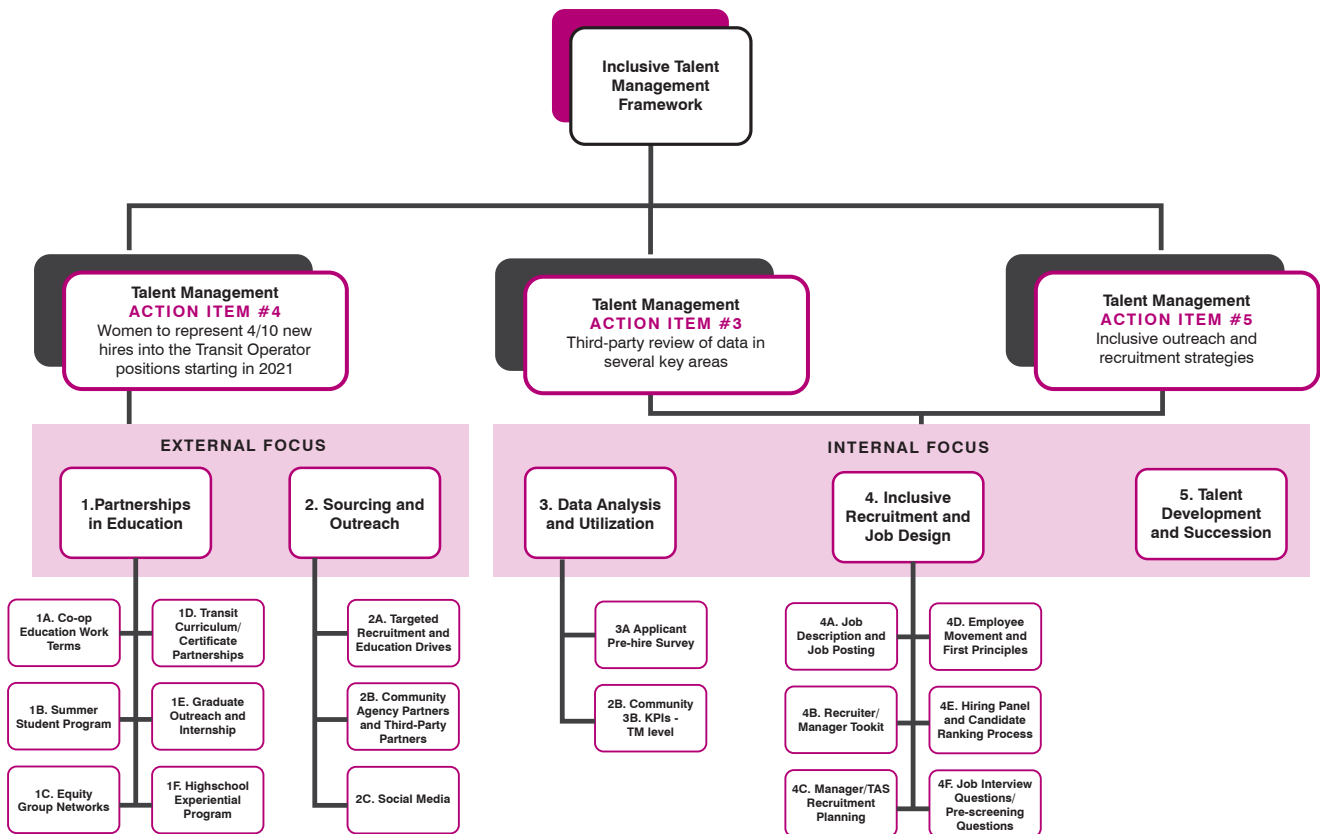 Inclusive Talent
Management
Framework
Talent Management
ACTION ITEM #4
Women to represent 4/10 new
hires into the Transit Operator
positions starting in 2021
Talent Management
ACTION ITEM #3
Third-party review of data in
several key areas
Talent Management
ACTION ITEM #5
Inclusive outreach and
recruitment strategies
EXTERNAL FOCUS
1.Partnerships
in Education
2. Sourcing and
Outreach
INTERNAL FOCUS
3. Data Analysis
and Utilization
4. Inclusive
Recruitment and
Job Design
5. Talent
Development
and Succession
1A. Co-op
Education Work
Terms
1D. Transit
Curriculum/
Certificate
Partnerships
1B. Summer
Student Program
1E. Graduate
Outreach and
Internship
1C. Equity
Group Networks
1F. Highschool
Experiential
Program
2A. Targeted
Recruitment and
Education Drives
2B. Community
Agency Partners
and Third-Party
Partners
2C. Social Media
3A Applicant
Pre-hire Survey
2B. Community
3B. KPIs -
TM level
4A. Job
Description and
Job Posting
4D. Employee
Movement and
First Principles
4B. Recruiter/
Manager Tookit
4E. Hiring Panel
and Candidate
Ranking Process
4C. Manager/TAS
Recruitment
Planning
4F. Job Interview
Questions/
Pre-screening
Questions